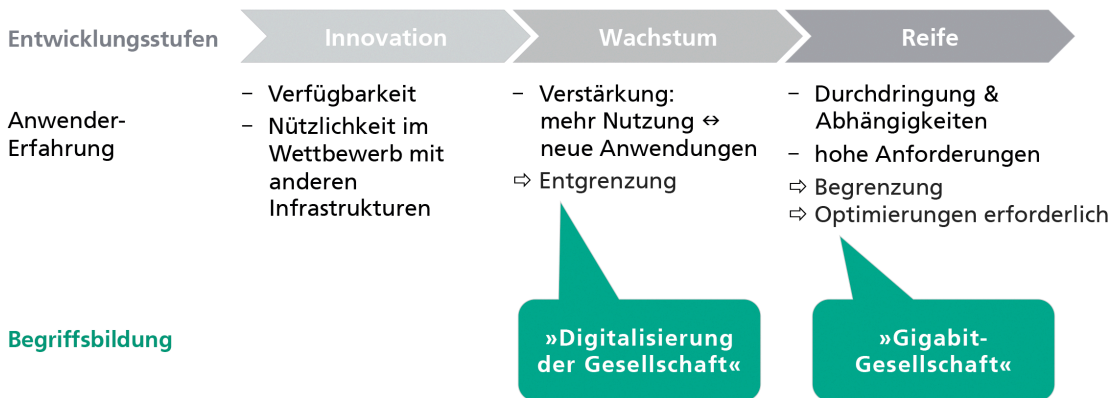 Entwicklungsstufen
Innovation
Wachstum
Reife
Anwender-
Erfahrung
– Verfügbarkeit
– Nützlichkeit im
Wettbewerb mit
anderen
Infrastrukturen
– Verstärkung:
mehr Nutzung ↔
neue Anwendungen
⇨ Entgrenzung
– Durchdringung &
Abhängigkeiten
– hohe Anforderungen
⇨ Begrenzung
⇨ Optimierungen erforderlich
Begriffsbildung
»Digitalisierung
der Gesellschaft«
»Gigabit-
Gesellschaft«